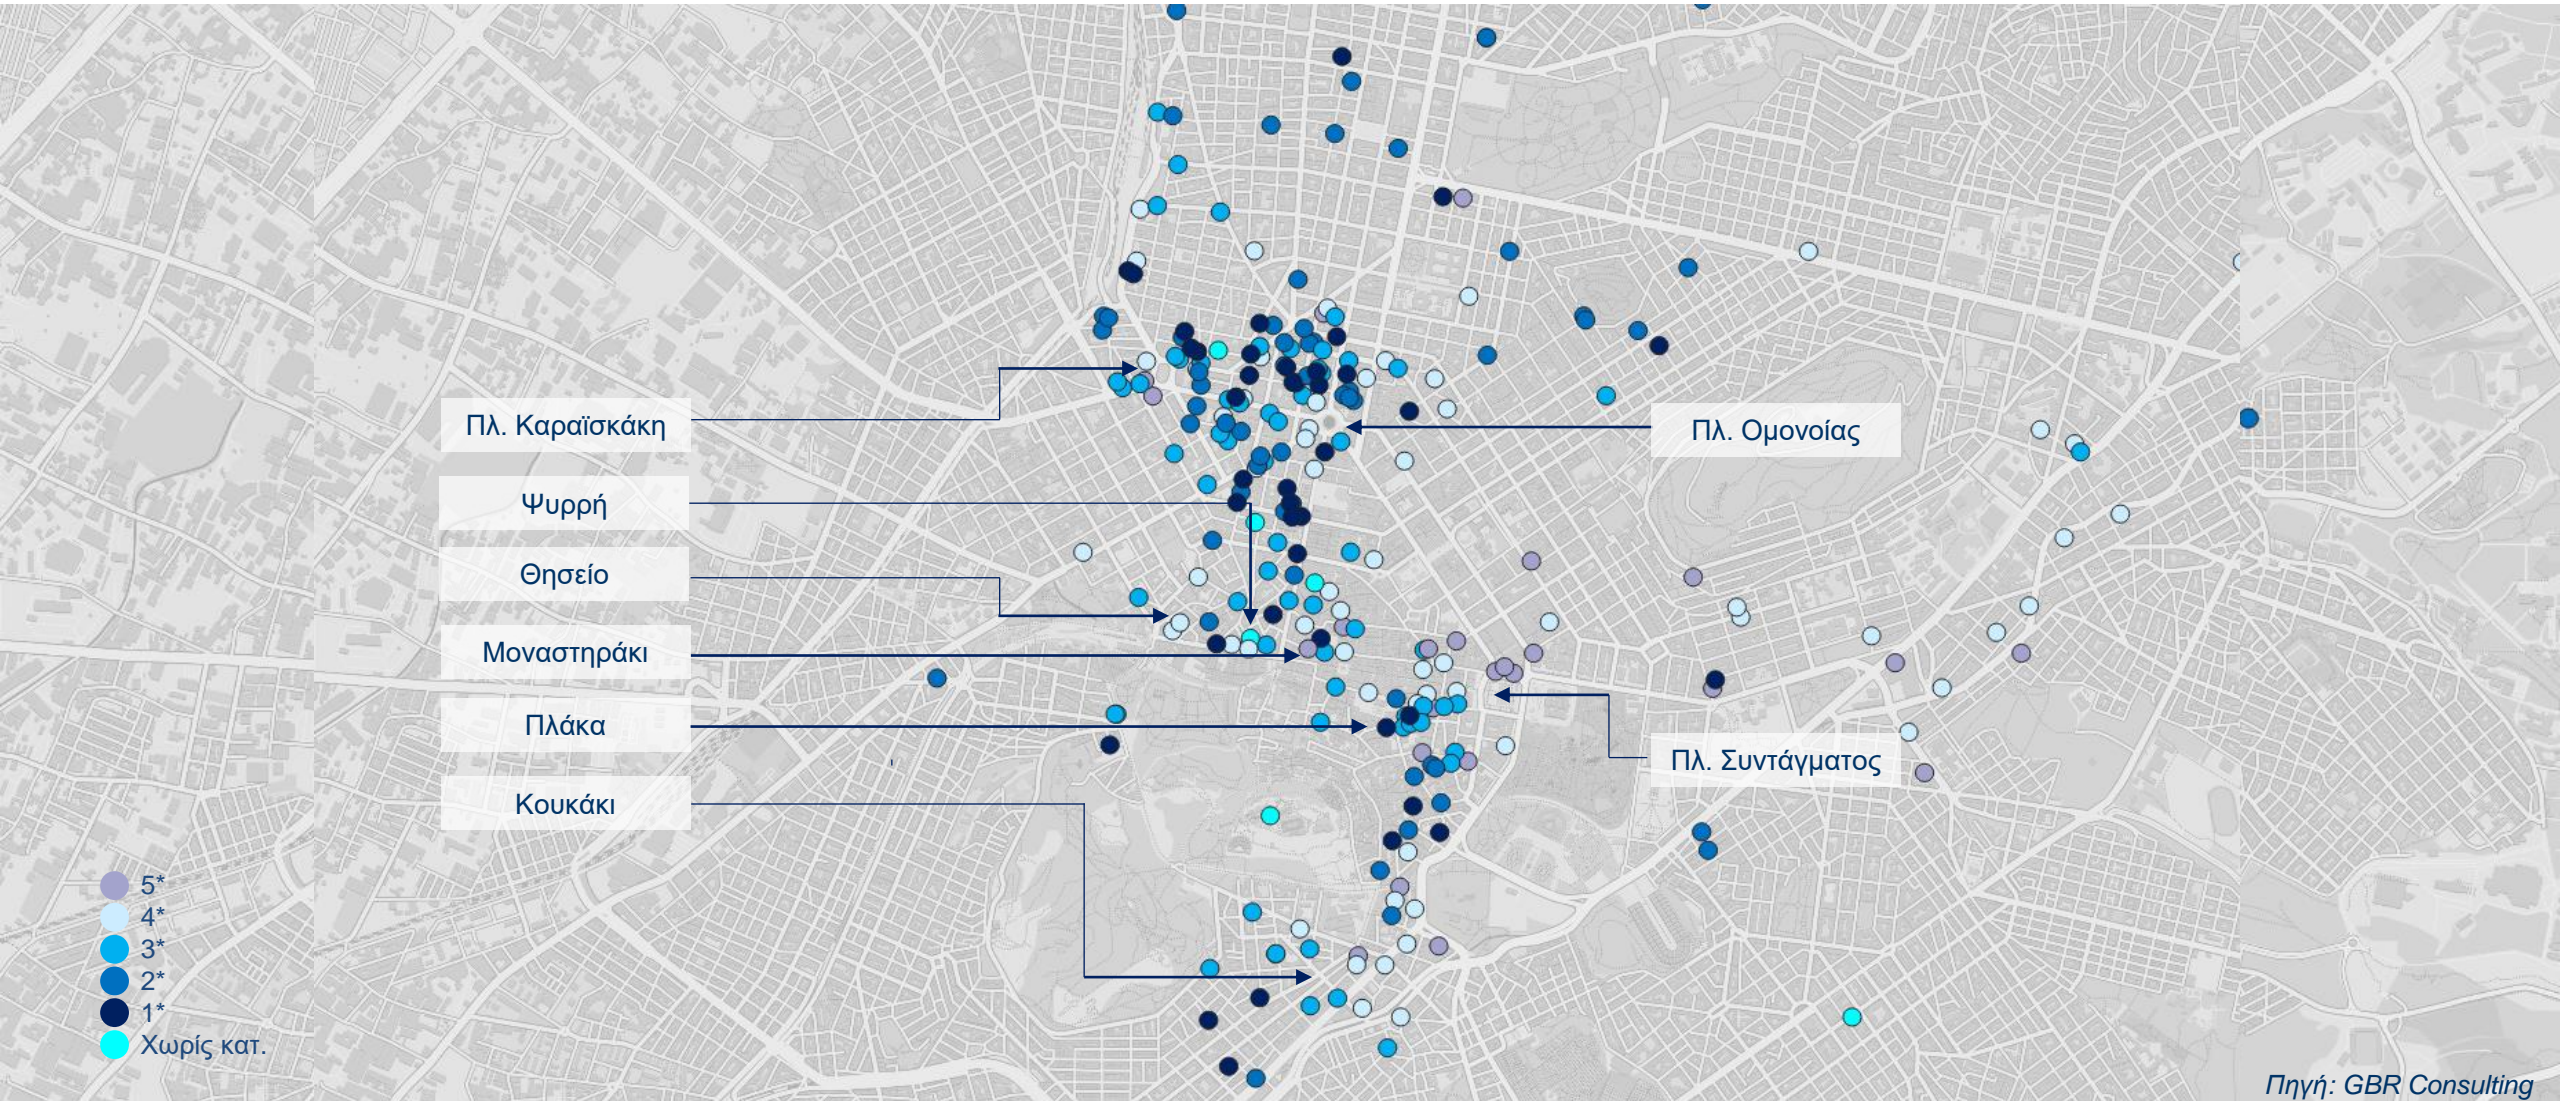 Πλ. Καραϊσκάκη
Ψυρρή
Θησείο
Μοναστηράκι
Πλάκα
Κουκάκι
Πλ. Ομονοίας
Πλ. Συντάγματος
5*
4*
3*
2*
1*
Χωρίς κατ.
Πηγή: GBR Consulting